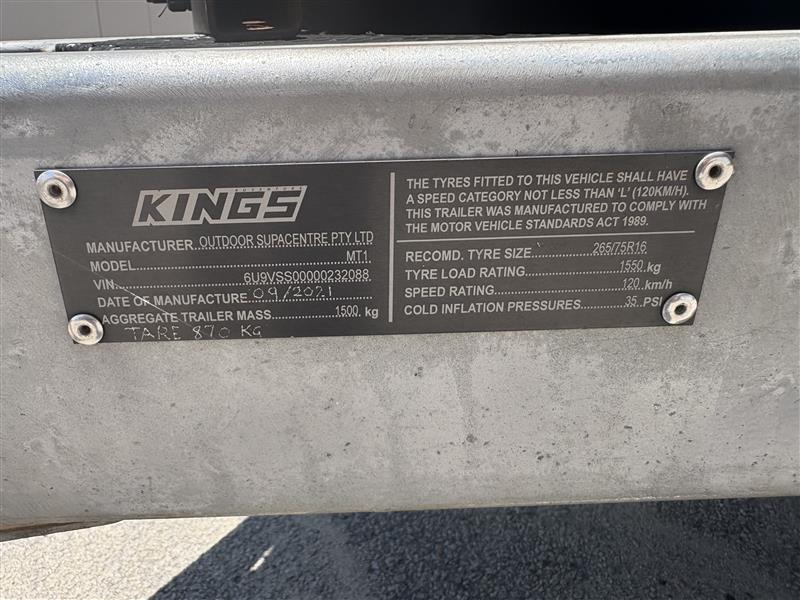 ADVENTURE
KINGS
MANUFACTURER OUTDOOR SUPACENTRE PTY LTD
MODEL MT1
VIN 6U9VSS00000232088
DATE OF MANUFACTURE 09/2021
AGGREGATE TRAILER MASS 1500 kg
TARE 870 KG
THE TYRES FITTED TO THIS VEHICLE SHALL HAVE
A SPEED CATEGORY NOT LESS THAN 'L' (120KM/H).
THIS TRAILER WAS MANUFACTURED TO COMPLY WITH
THE MOTOR VEHICLE STANDARDS ACT 1989.
RECOMD. TYRE SIZE 265/75R16
TYRE LOAD RATING 1550 kg
SPEED RATING 120 km/h
COLD INFLATION PRESSURES 35 PSI